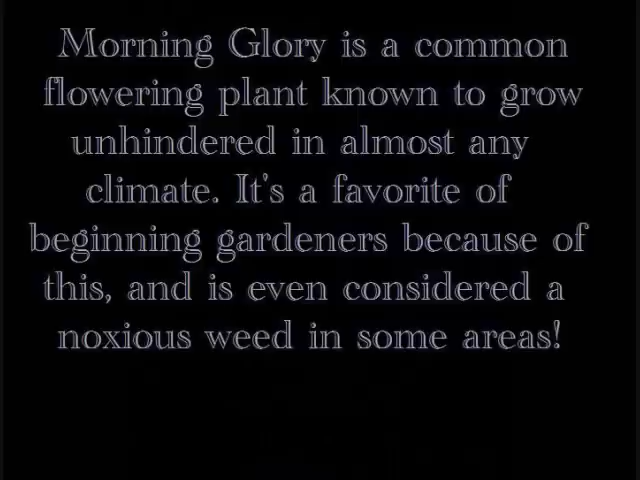 Morning Glory is a common
flowering plant known to grow
unhindered in almost any
climate. It's a favorite of
beginning gardeners because of
this, and is even considered a
noxious weed in some areas!